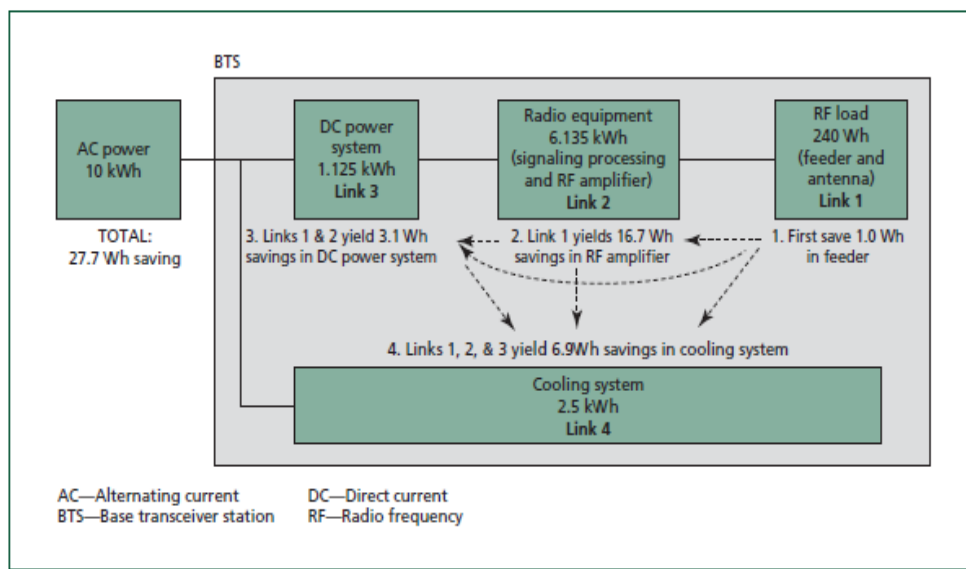 BTS
AC power
10 kWh
DC power
system
1.125 kWh
Link 3
Radio equipment
6.135 kWh
(signaling processing
and RF amplifier)
Link 2
RF load
240 Wh
(feeder and
antenna)
Link 1
TOTAL:
27.7 Wh saving
3. Links 1 & 2 yield 3.1 Wh
savings in DC power system
2. Link 1 yields 16.7 Wh
savings in RF amplifier
1. First save 1.0 Wh
in feeder
4. Links 1, 2, & 3 yield 6.9Wh savings in cooling system
Cooling system
2.5 kWh
Link 4
AC—Alternating current
BTS—Base transceiver station
DC—Direct current
RF—Radio frequency